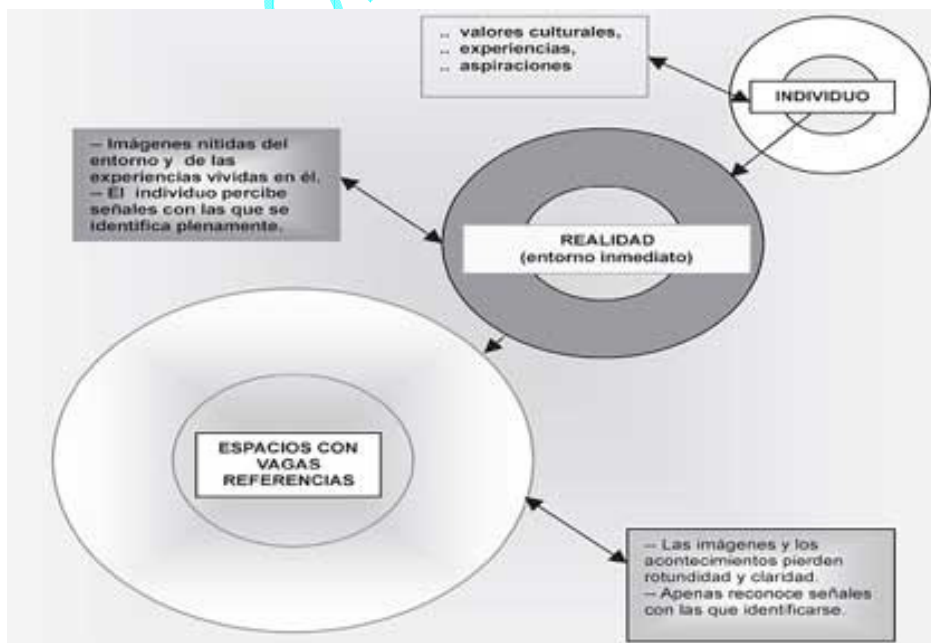 .. valores culturales,
.. experiencias,
.. aspiraciones
INDIVIDUO
– Imágenes nítidas del
entorno y de las
experiencias vividas en él.
– El individuo percibe
señales con las que se
identifica plenamente.
REALIDAD
(entorno inmediato)
ESPACIOS CON
VAGAS
REFERENCIAS
– Las imágenes y los
acontecimientos pierden
rotundidad y claridad.
– Apenas reconoce señales
con las que identificarse.